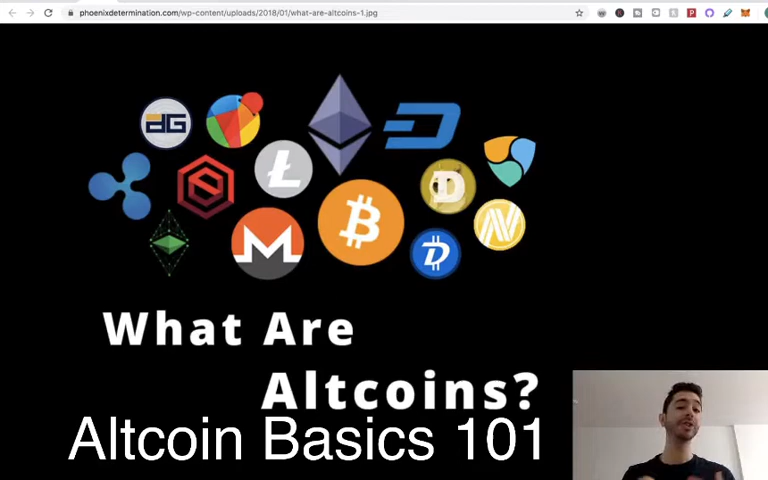 phoenixdetermination.com/wp-content/uploads/2018/01/what-are-altcoins-1.jpg
What Are
Altcoins?
Altcoin Basics 101